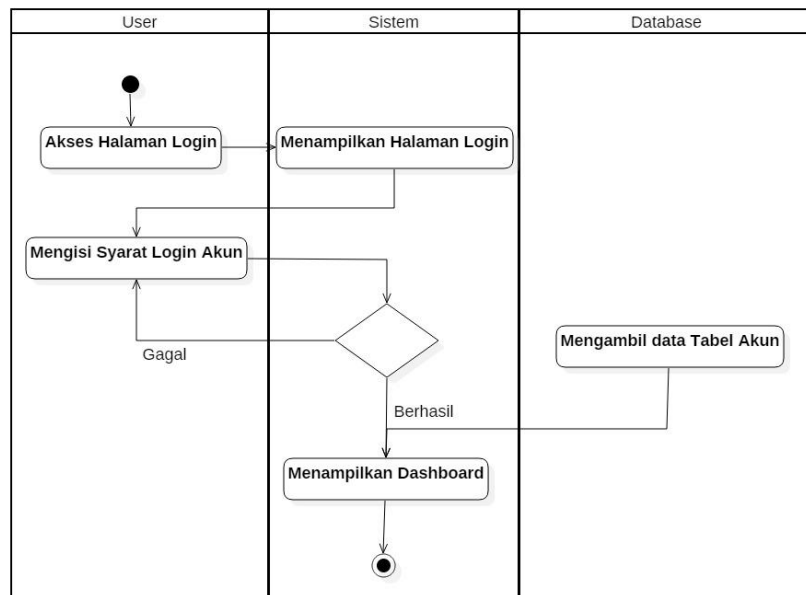 User
Sistem
Database
Akses Halaman Login
Menampilkan Halaman Login
Mengisi Syarat Login Akun
Gagal
Mengambil data Tabel Akun
Berhasil
Menampilkan Dashboard